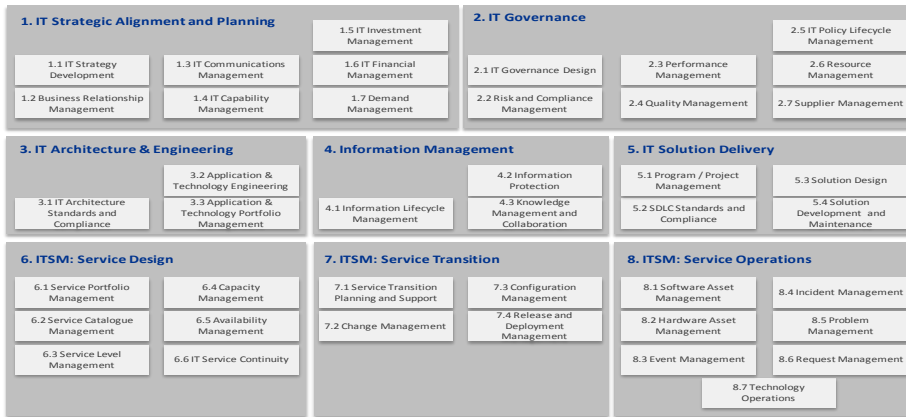 1. IT Strategic Alignment and Planning
1.1 IT Strategy
Development
1.2 Business Relationship
Management
1.3 IT Communications
Management
1.4 IT Capability
Management
1.5 IT Investment
Management
1.6 IT Financial
Management
1.7 Demand
Management
2. IT Governance
2.1 IT Governance Design
2.2 Risk and Compliance
Management
2.3 Performance
Management
2.4 Quality Management
2.5 IT Policy Lifecycle
Management
2.6 Resource
Management
2.7 Supplier Management
3. IT Architecture & Engineering
3.1 IT Architecture
Standards and
Compliance
3.2 Application &
Technology Engineering
3.3 Application &
Technology Portfolio
Management
4. Information Management
4.1 Information Lifecycle
Management
4.2 Information
Protection
4.3 Knowledge
Management and
Collaboration
5. IT Solution Delivery
5.1 Program / Project
Management
5.2 SDLC Standards and
Compliance
5.3 Solution Design
5.4 Solution
Development and
Maintenance
6. ITSM: Service Design
6.1 Service Portfolio
Management
6.2 Service Catalogue
Management
6.3 Service Level
Management
6.4 Capacity
Management
6.5 Availability
Management
6.6 IT Service Continuity
7. ITSM: Service Transition
7.1 Service Transition
Planning and Support
7.2 Change Management
7.3 Configuration
Management
7.4 Release and
Deployment
Management
8. ITSM: Service Operations
8.1 Software Asset
Management
8.2 Hardware Asset
Management
8.3 Event Management
8.4 Incident Management
8.5 Problem
Management
8.6 Request Management
8.7 Technology
Operations